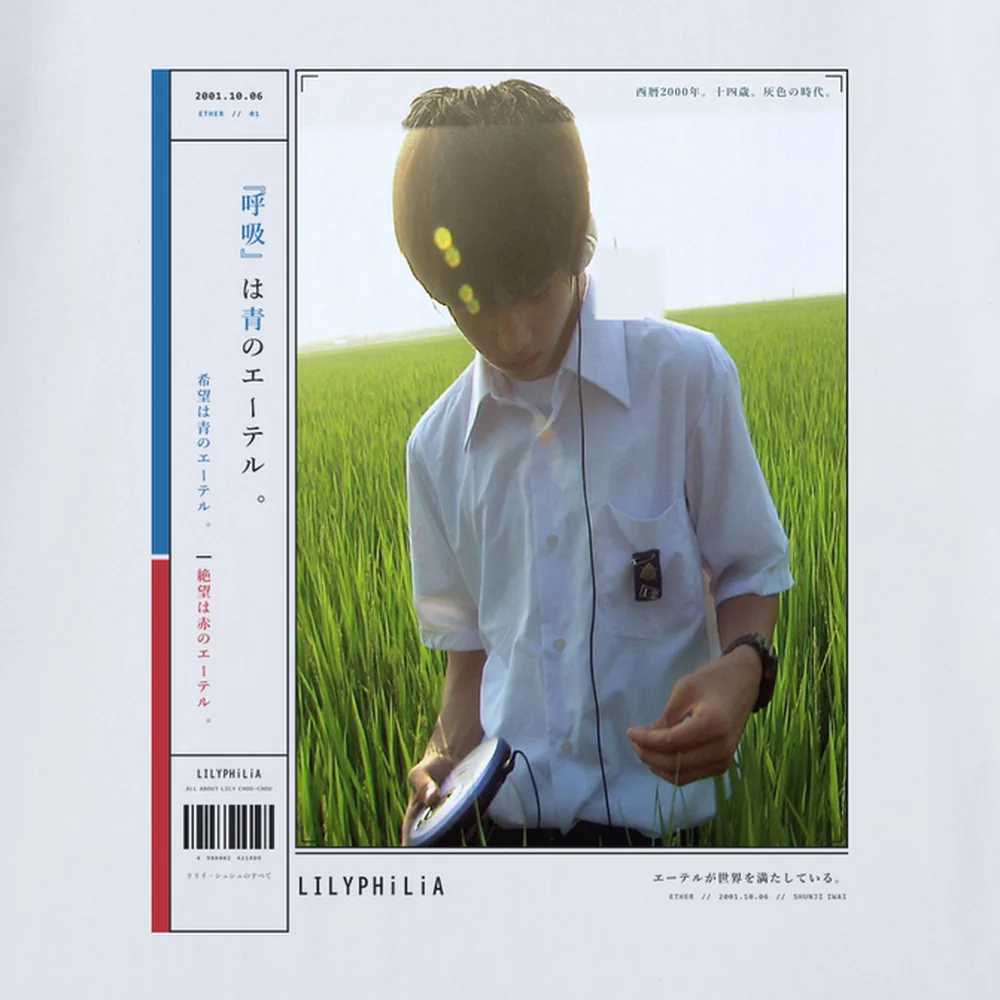 2001.10.06
ETHER // 01
『呼吸』は青のエーテル。
希望は青のエーテル。
絶望は赤のエーテル。
LILYPHiLiA
ALL ABOUT LILY CHOU-CHOU
リリイ・シュシュのすべて
西暦2000年。十四歳。灰色の時代。
LILYPHiLiA
エーテルが世界を満たしている。
ETHER // 2001.10.06 // SHUNJI IWAI